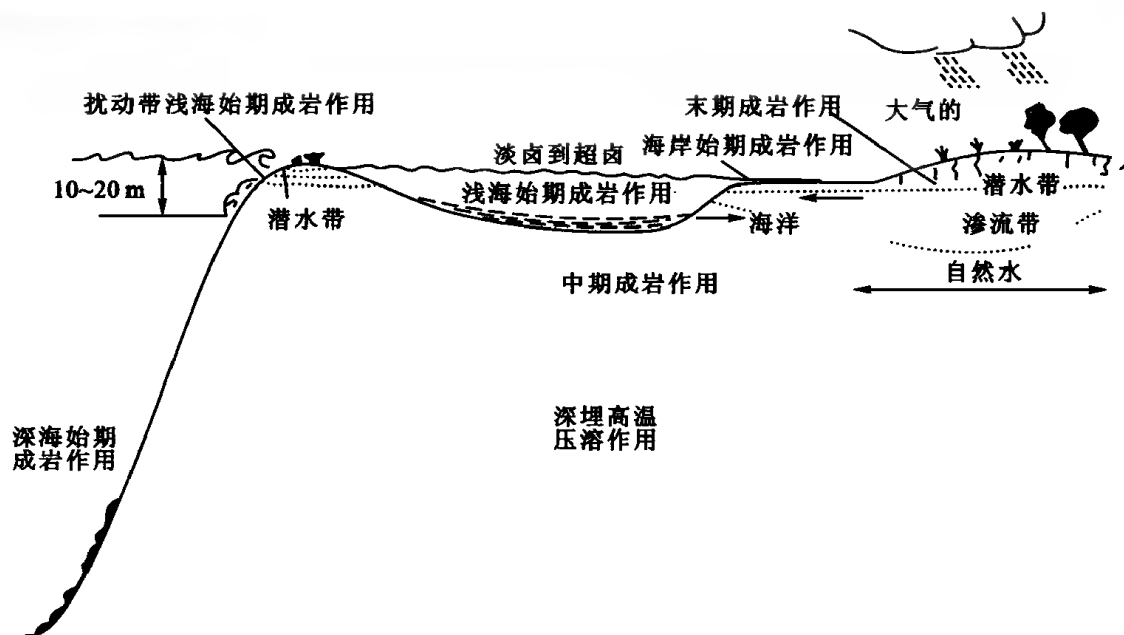 扰动带浅海始期成岩作用
末期成岩作用
大气的
淡卤到超卤
海岸始期成岩作用
10~20 m
浅海始期成岩作用
潜水带
潜水带
海洋
渗流带
自然水
中期成岩作用
深埋高温
压溶作用
深海始期
成岩作用